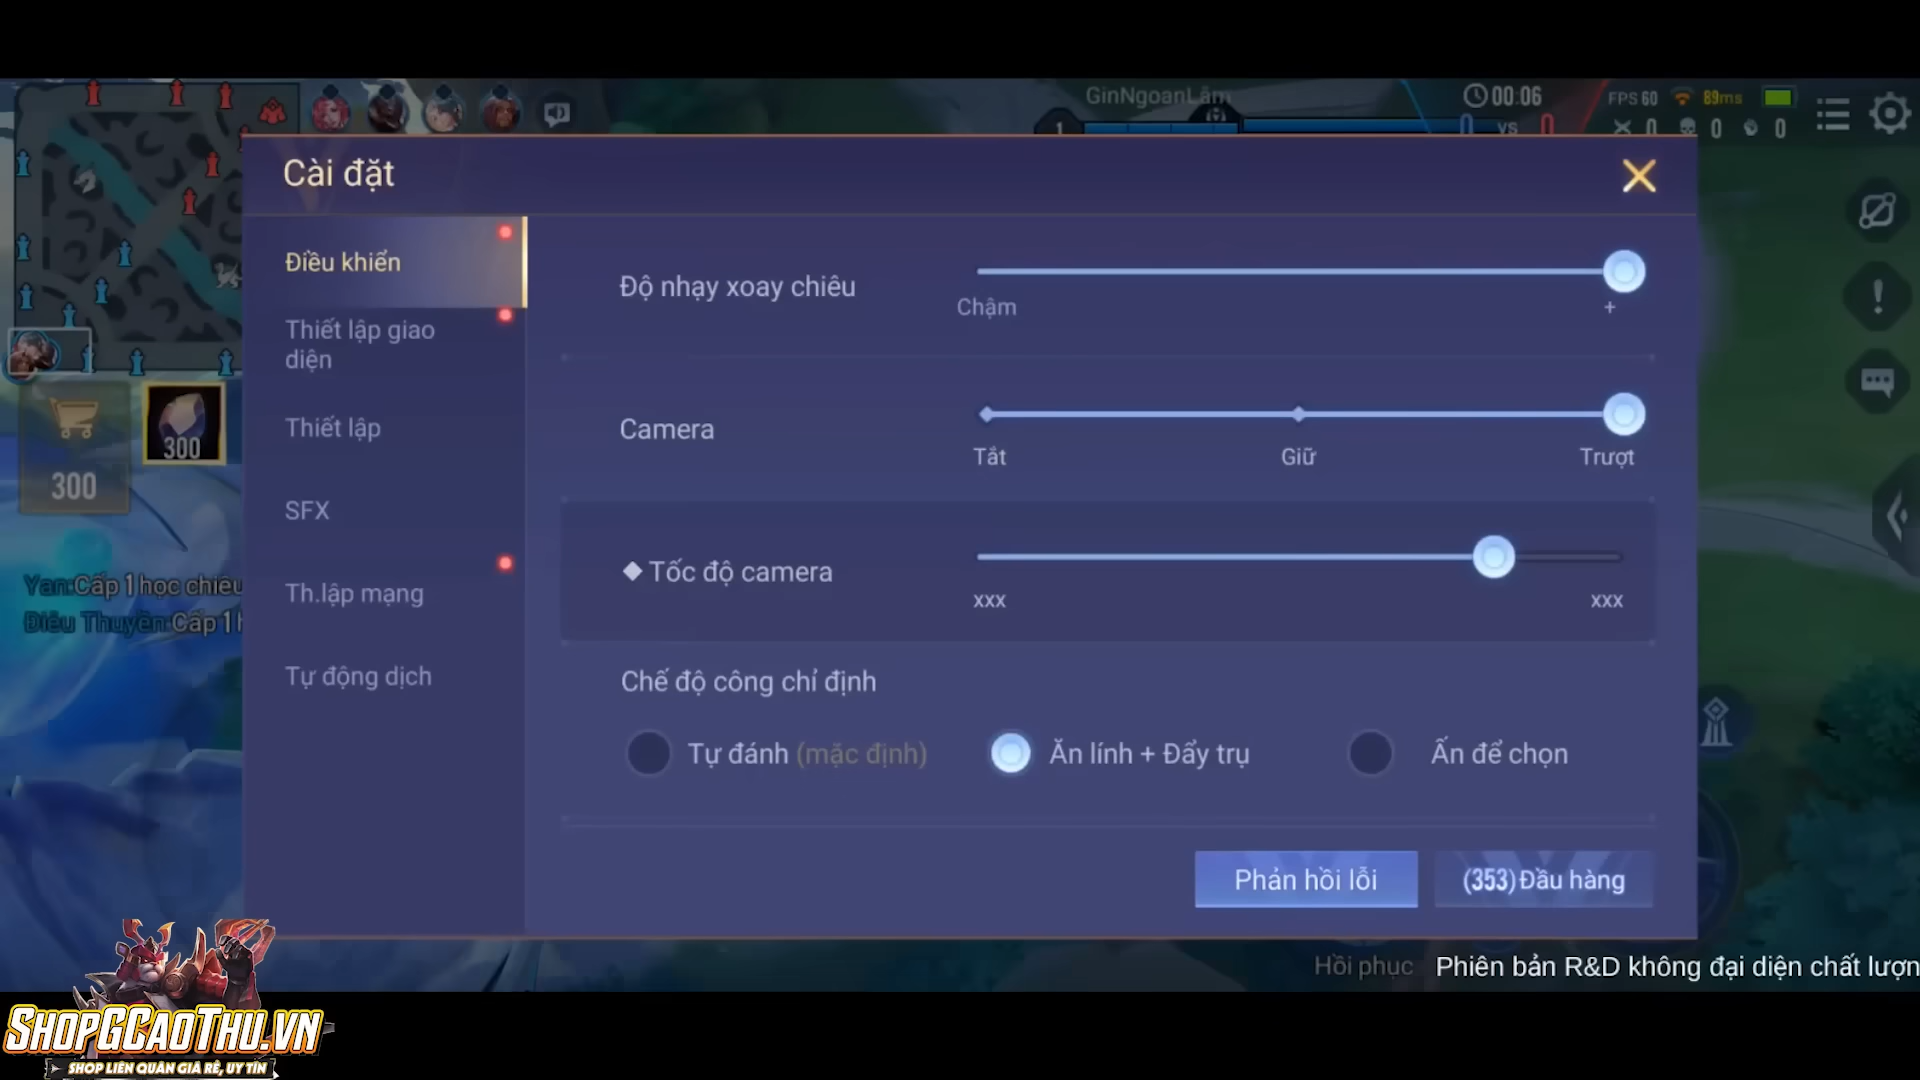 GinNgoanLâm
00:06
FPS 60
89ms
1
0 vs 0
0
0
0
Cài đặt
Điều khiển
Thiết lập giao
diện
Thiết lập
SFX
Th.lập mạng
Tự động dịch
Độ nhạy xoay chiêu
Chậm
+
Camera
Tắt
Giữ
Trượt
Tốc độ camera
xxx
xxx
Chế độ công chỉ định
Tự đánh (mặc định)
Ăn lính + Đẩy trụ
Ấn để chọn
Phản hồi lỗi
(353)Đầu hàng
300
300
Yan:Cấp 1 học chiêu
Điêu Thuyền:Cấp 1
Hồi phục
Phiên bản R&D không đại diện chất lượn
SHOPGCAOTHU.VN
SHOP LIÊN QUÂN GIÁ RẺ, UY TÍN